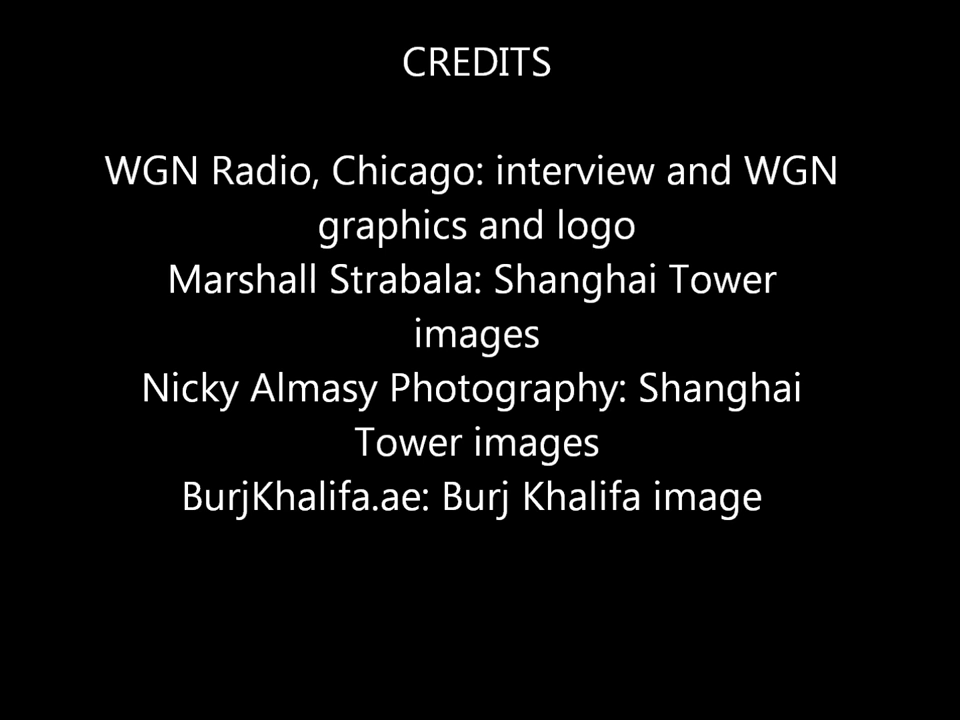 CREDITS
WGN Radio, Chicago: interview and WGN
graphics and logo
Marshall Strabala: Shanghai Tower
images
Nicky Almasy Photography: Shanghai
Tower images
BurjKhalifa.ae: Burj Khalifa image